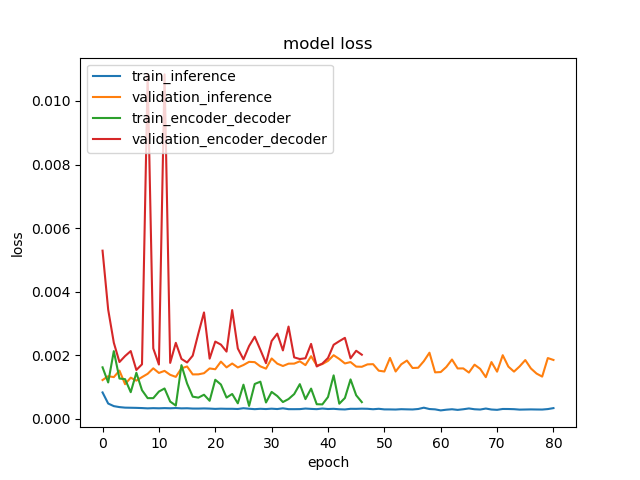 model loss
train_inference
validation_inference
train_encoder_decoder
validation_encoder_decoder
0.010
0.008
0.006
0.004
0.002
0.000
loss
0 10 20 30 40 50 60 70 80
epoch